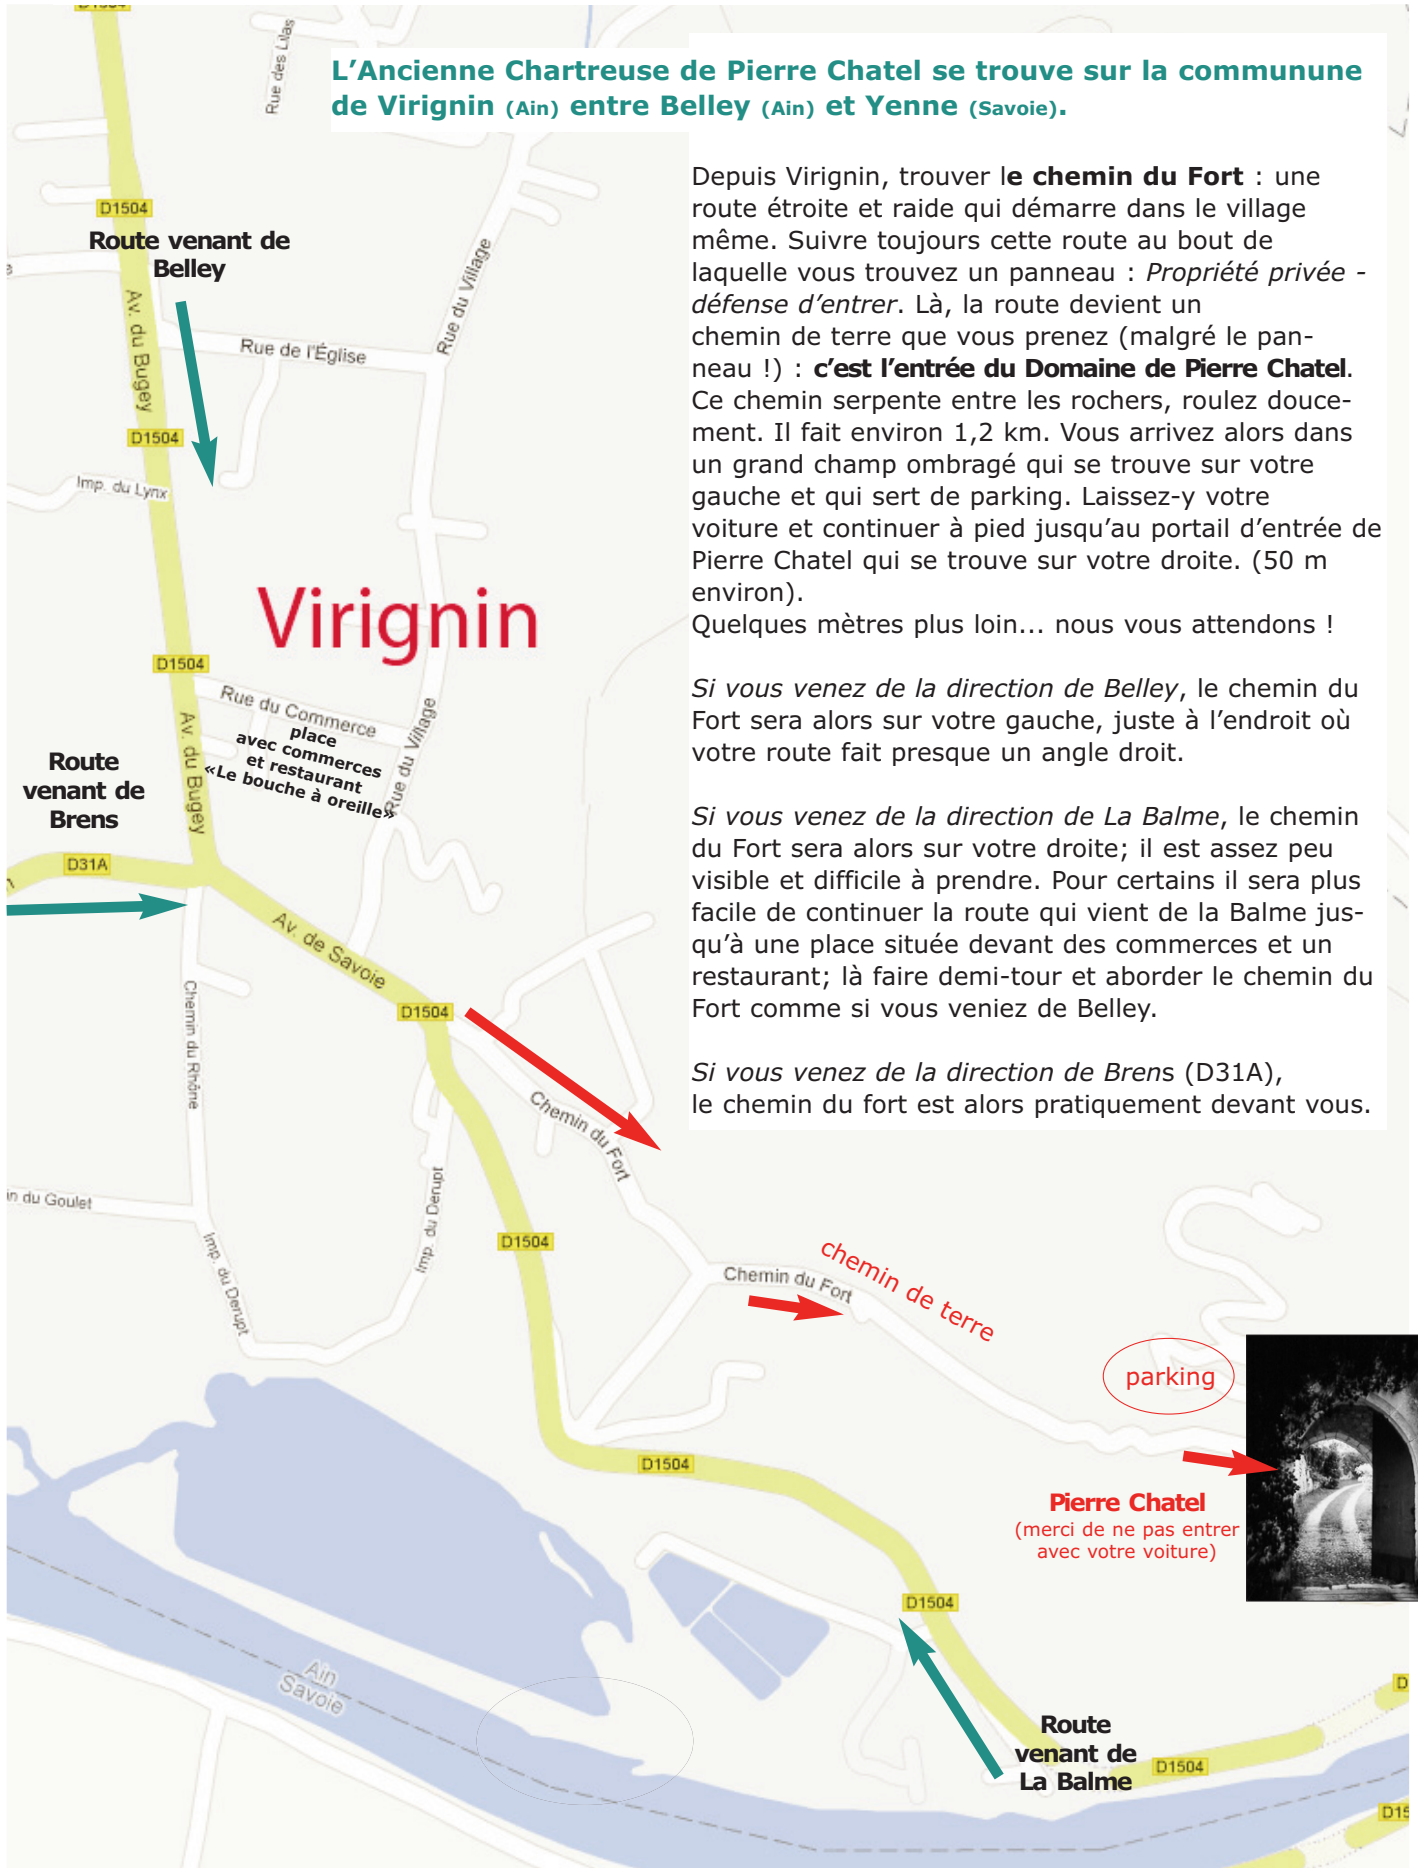 D1504
Rue des Lilas
L'Ancienne Chartreuse de Pierre Chatel se trouve sur la communune
de Virignin (Ain) entre Belley (Ain) et Yenne (Savoie).
Depuis Virignin, trouver le chemin du Fort : une
route étroite et raide qui démarre dans le village
même. Suivre toujours cette route au bout de
laquelle vous trouvez un panneau : Propriété privée -
défense d'entrer. Là, la route devient un
chemin de terre que vous prenez (malgré le pan-
neau !) : c'est l'entrée du Domaine de Pierre Chatel.
Ce chemin serpente entre les rochers, roulez douce-
ment. Il fait environ 1,2 km. Vous arrivez alors dans
un grand champ ombragé qui se trouve sur votre
gauche et qui sert de parking. Laissez-y votre
voiture et continuer à pied jusqu'au portail d'entrée de
Pierre Chatel qui se trouve sur votre droite. (50 m
environ).
Quelques mètres plus loin... nous vous attendons !
Si vous venez de la direction de Belley, le chemin du
Fort sera alors sur votre gauche, juste à l'endroit où
votre route fait presque un angle droit.
Si vous venez de la direction de La Balme, le chemin
du Fort sera alors sur votre droite; il est assez peu
visible et difficile à prendre. Pour certains il sera plus
facile de continuer la route qui vient de la Balme jus-
qu'à une place située devant des commerces et un
restaurant; là faire demi-tour et aborder le chemin du
Fort comme si vous veniez de Belley.
Si vous venez de la direction de Brens (D31A),
le chemin du fort est alors pratiquement devant vous.
D1504
Route venant de
Belley
Rue du Village
Av. du Bugey
Rue de l'Église
D1504
Imp. du Lynx
Virignin
D1504
Rue du Commerce
place
avec commerces
et restaurant
«Le bouche à oreille»
Rue du Village
Av. du Bugey
Route
venant de
Brens
D31A
Av. de Savoie
Chemin du Rhône
D1504
Chemin du Fort
in du Goulet
Imp. du Derupt
Imp. du Derupt
D1504
Chemin du Fort
chemin de terre
parking
D1504
Pierre Chatel
(merci de ne pas entrer
avec votre voiture)
D1504
Ain
Savoie
Route
venant de
La Balme
D1504
D
D15